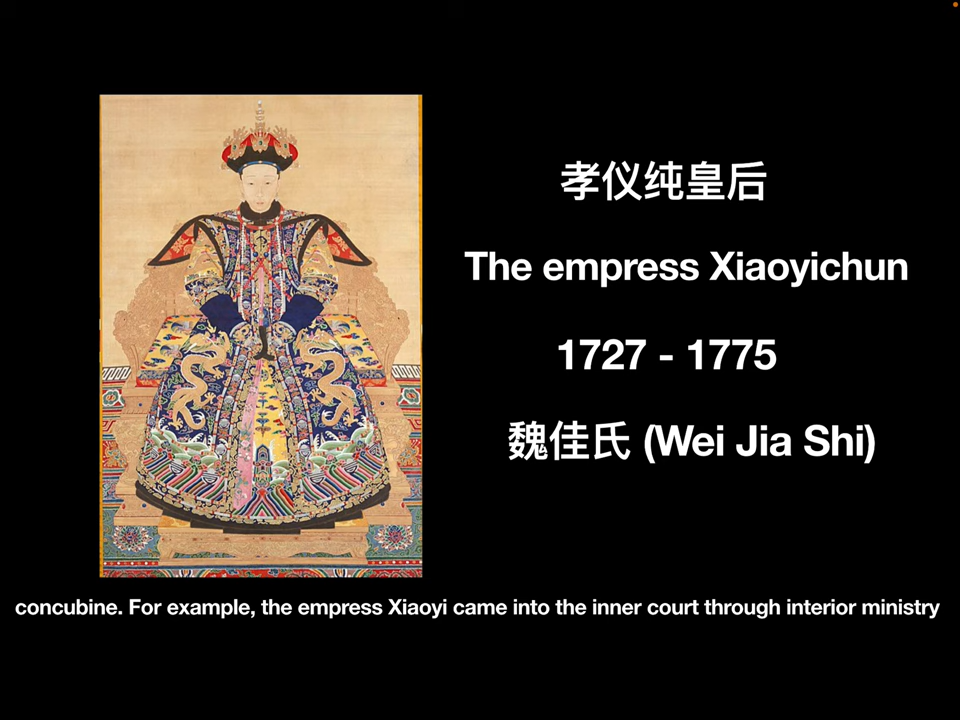 孝仪纯皇后
The empress Xiaoyichun
1727 - 1775
魏佳氏 (Wei Jia Shi)
concubine. For example, the empress Xiaoyi came into the inner court through interior ministry